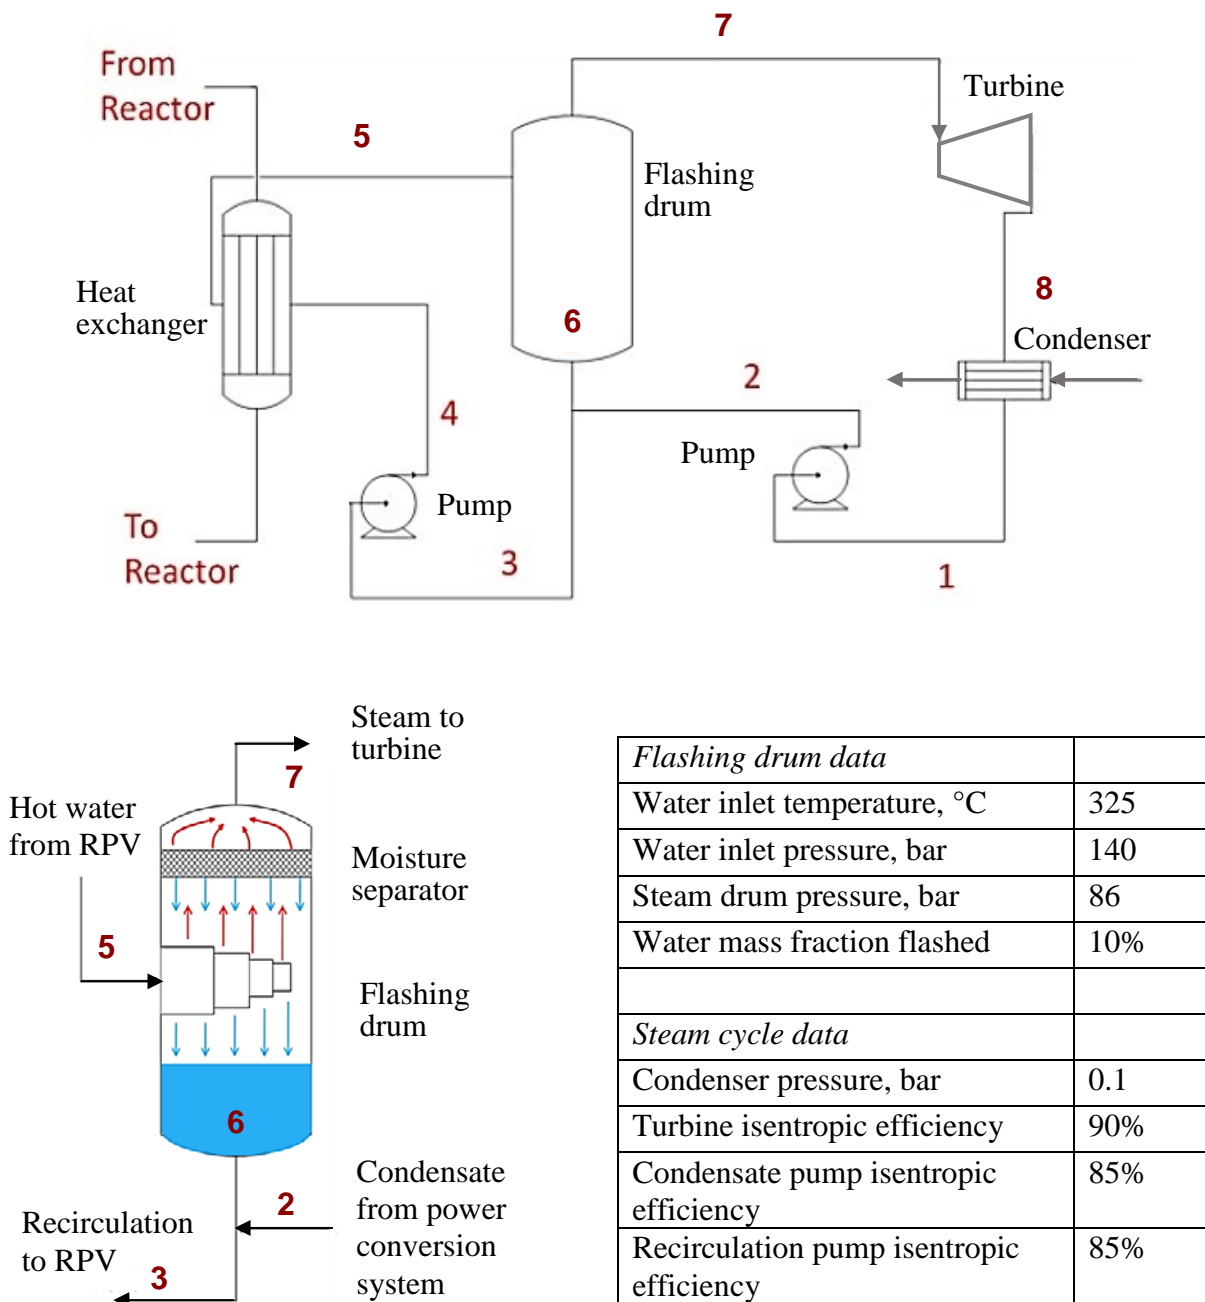 7
From
Reactor
Turbine
5
Flashing
drum
Heat
exchanger
6
8
Condenser
2
4
Pump
Pump
To
Reactor
3
1
Steam to
turbine
7
Hot water
from RPV
Moisture
separator
5
Flashing
drum
6
Condensate
from power
conversion
system
2
Recirculation
to RPV
3
Flashing drum data
Water inlet temperature, °C 325
Water inlet pressure, bar 140
Steam drum pressure, bar 86
Water mass fraction flashed 10%
Steam cycle data
Condenser pressure, bar 0.1
Turbine isentropic efficiency 90%
Condensate pump isentropic 85%
efficiency
Recirculation pump isentropic 85%
efficiency